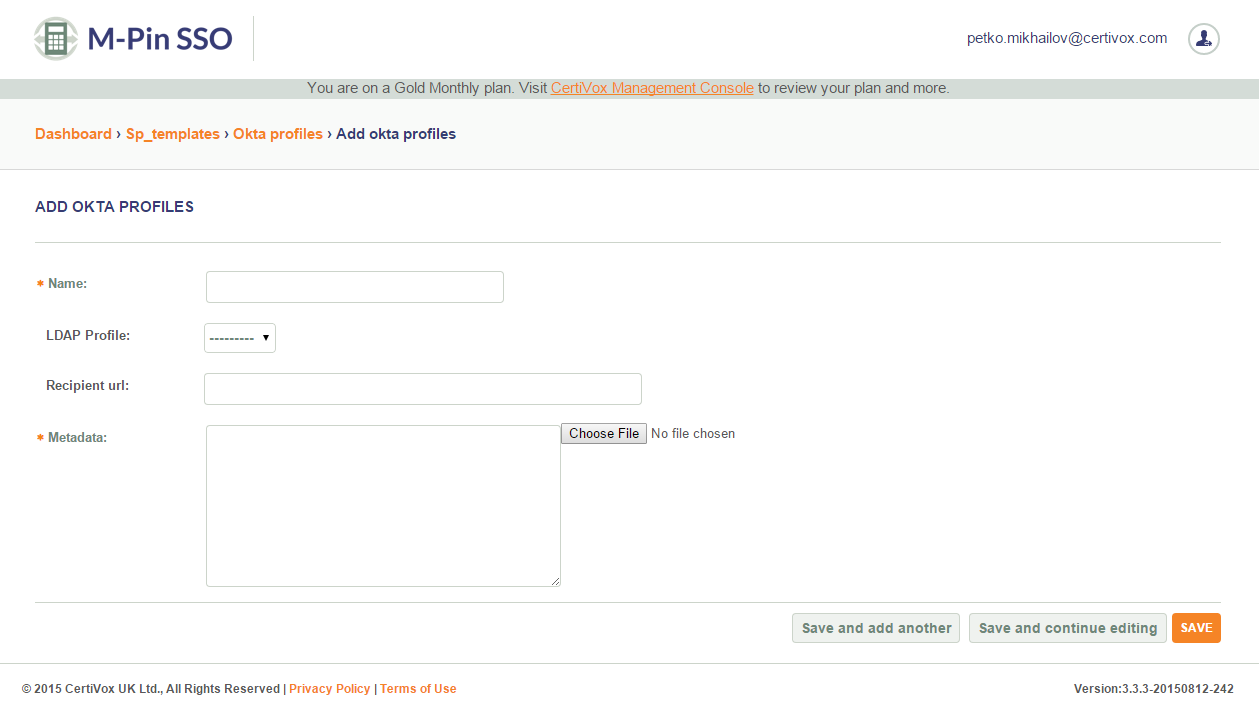 M-Pin SSO
petko.mikhailov@certivox.com
You are on a Gold Monthly plan. Visit CertiVox Management Console to review your plan and more.
Dashboard › Sp_templates › Okta profiles › Add okta profiles
ADD OKTA PROFILES
* Name:
LDAP Profile: --------- ▼
Recipient url:
* Metadata: Choose File No file chosen
Save and add another Save and continue editing SAVE
© 2015 CertiVox UK Ltd., All Rights Reserved | Privacy Policy | Terms of Use Version:3.3.3-20150812-242